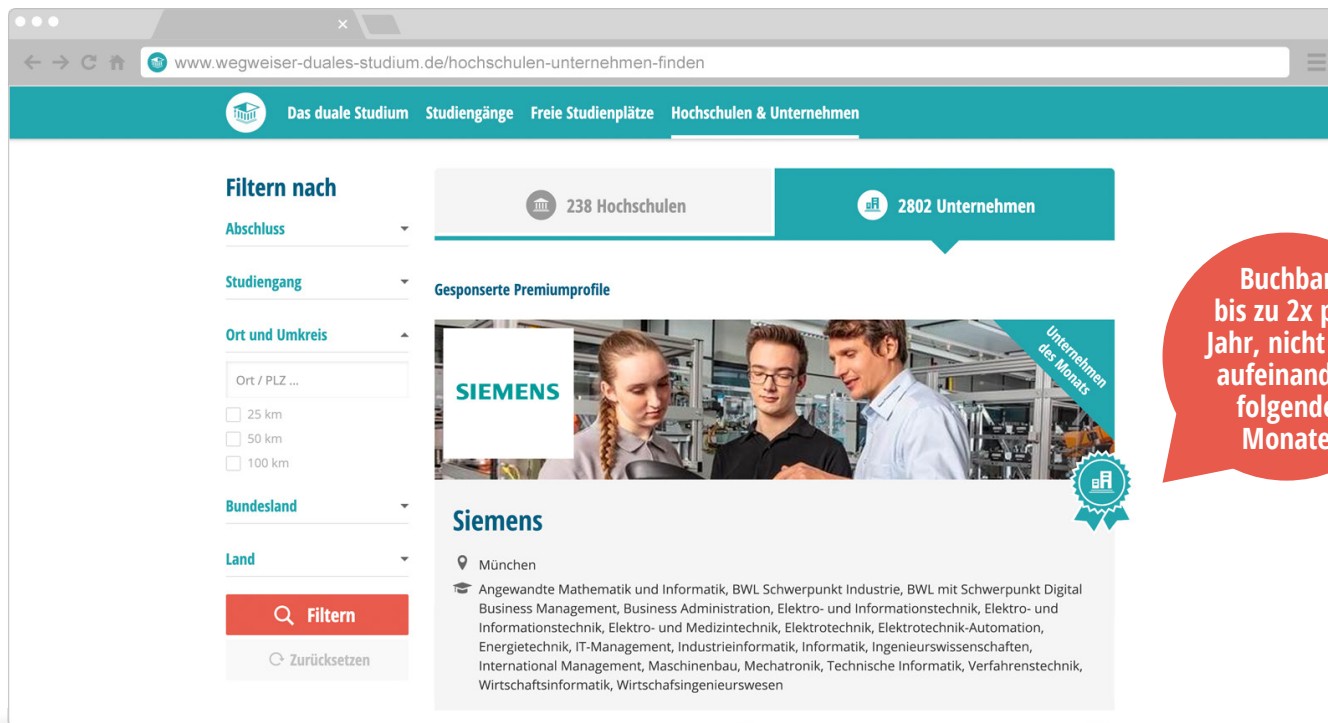 www.wegweiser-duales-studium.de/hochschulen-unternehmen-finden
Das duale Studium Studiengänge Freie Studienplätze Hochschulen & Unternehmen
Filtern nach
Abschluss
Studiengang
Ort und Umkreis
Ort / PLZ ...
25 km
50 km
100 km
Bundesland
Land
Filtern
Zurücksetzen
238 Hochschulen
2802 Unternehmen
Gesponserte Premiumprofile
SIEMENS
Unternehmen
des Monats
Siemens
München
Angewandte Mathematik und Informatik, BWL Schwerpunkt Industrie, BWL mit Schwerpunkt Digital
Business Management, Business Administration, Elektro- und Informationstechnik, Elektro- und
Informationstechnik, Elektro- und Medizintechnik, Elektrotechnik, Elektrotechnik-Automation,
Energietechnik, IT-Management, Industrieinformatik, Informatik, Ingenieurswissenschaften,
International Management, Maschinenbau, Mechatronik, Technische Informatik, Verfahrenstechnik,
Wirtschaftsinformatik, Wirtschafsingenieurswesen
Buchbar
bis zu 2x
Jahr, nicht
aufeinand
folgend
Monate